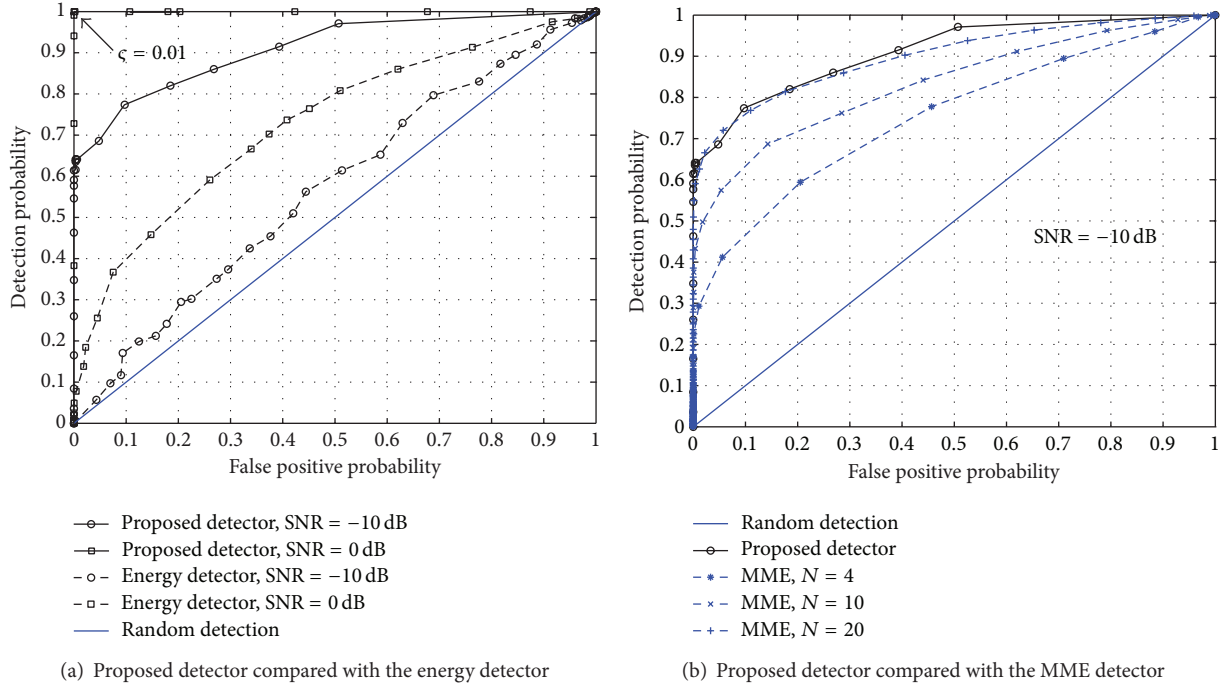 Detection probability
1
0.9
0.8
0.7
0.6
0.5
0.4
0.3
0.2
0.1
0
ς = 0.01
0 0.1 0.2 0.3 0.4 0.5 0.6 0.7 0.8 0.9 1
False positive probability
Proposed detector, SNR = −10 dB
Proposed detector, SNR = 0 dB
Energy detector, SNR = −10 dB
Energy detector, SNR = 0 dB
Random detection
(a) Proposed detector compared with the energy detector
Detection probability
1
0.9
0.8
0.7
0.6
0.5
0.4
0.3
0.2
0.1
0
SNR = −10 dB
0 0.1 0.2 0.3 0.4 0.5 0.6 0.7 0.8 0.9 1
False positive probability
Random detection
Proposed detector
MME, N = 4
MME, N = 10
MME, N = 20
(b) Proposed detector compared with the MME detector